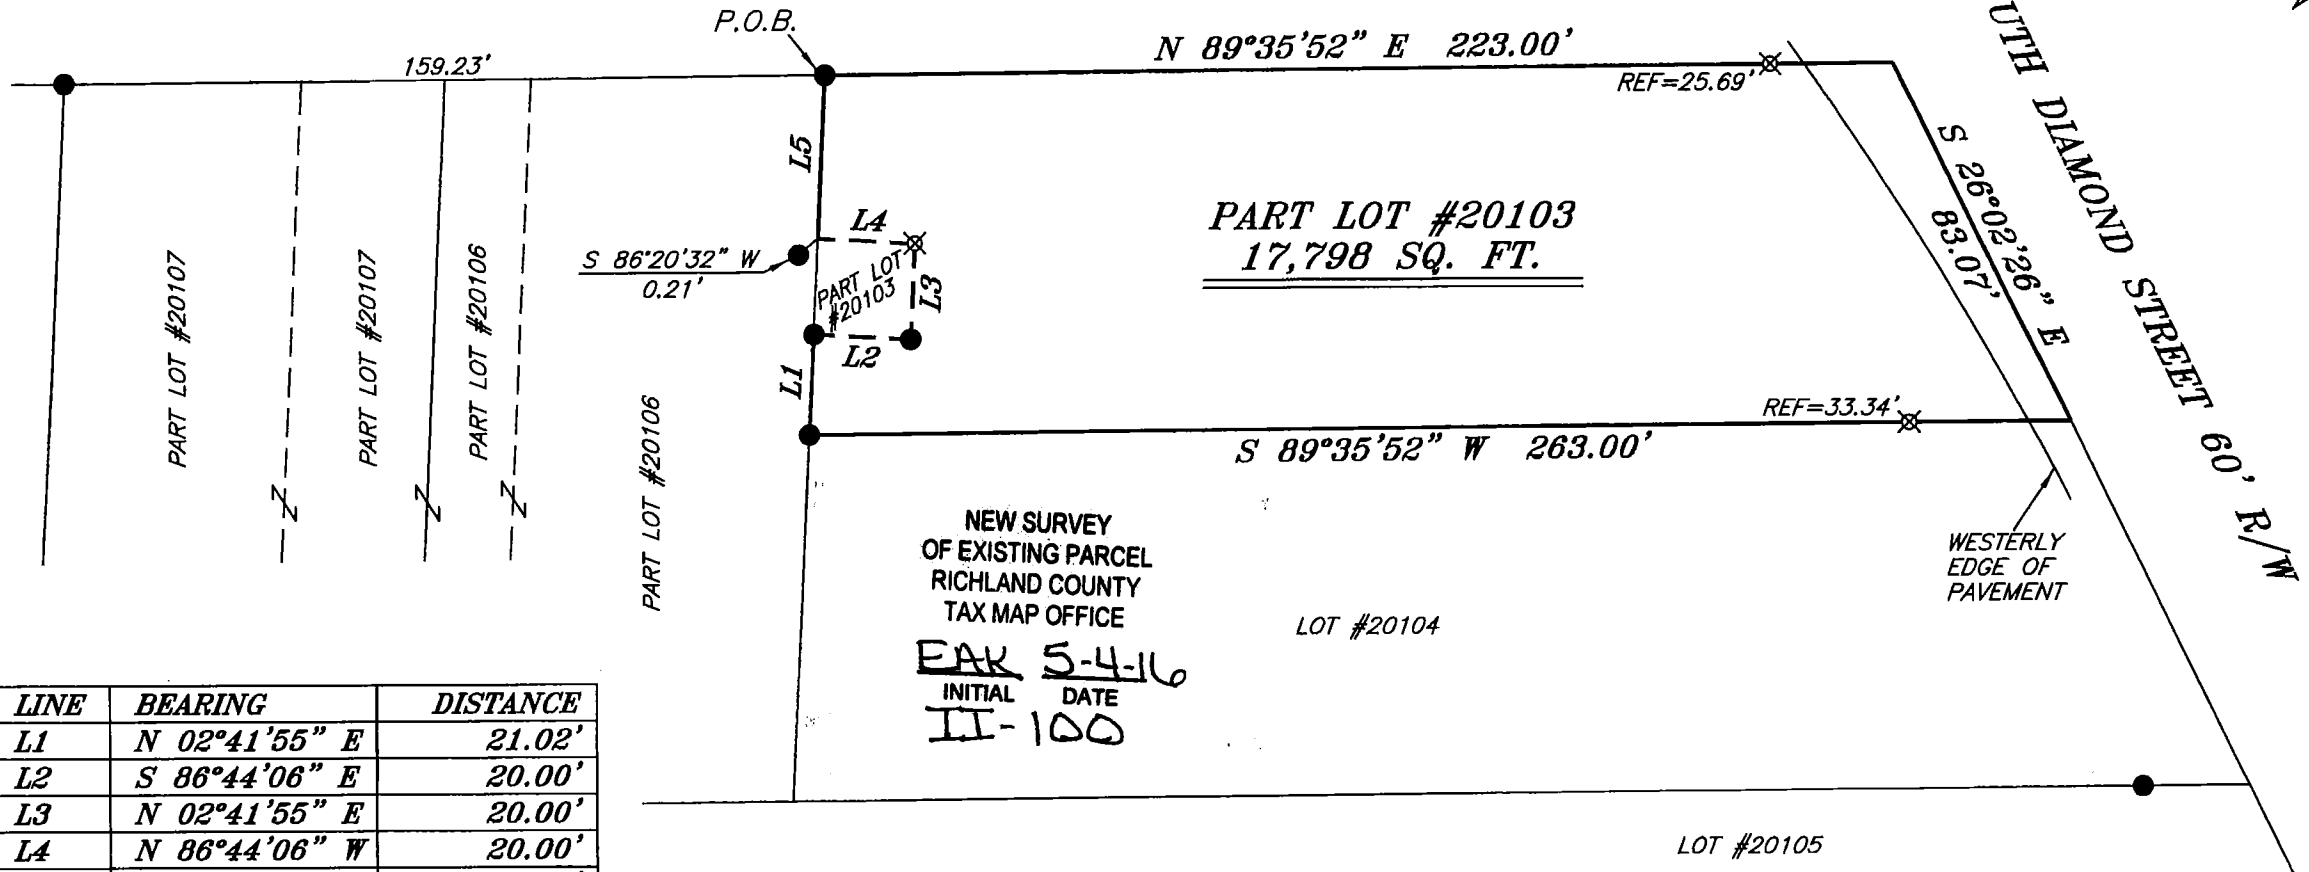 P.O.B.
159.23'
N 89°35'52" E 223.00'
REF=25.69'
UTH DIAMOND STREET 60' R/W
S 26°02'26" E
83.07'
L5
L4
S 86°20'32" W
0.21'
PART LOT
#20103
L3
L2
L1
PART LOT #20103
17,798 SQ. FT.
PART LOT #20107
PART LOT #20107
PART LOT #20106
PART LOT #20106
REF=33.34'
S 89°35'52" W 263.00'
NEW SURVEY
OF EXISTING PARCEL
RICHLAND COUNTY
TAX MAP OFFICE
EAK 5-4-16
INITIAL DATE
II-100
WESTERLY
EDGE OF
PAVEMENT
LOT #20104
LOT #20105
LINE BEARING DISTANCE
L1 N 02°41'55" E 21.02'
L2 S 86°44'06" E 20.00'
L3 N 02°41'55" E 20.00'
L4 N 86°44'06" W 20.00'